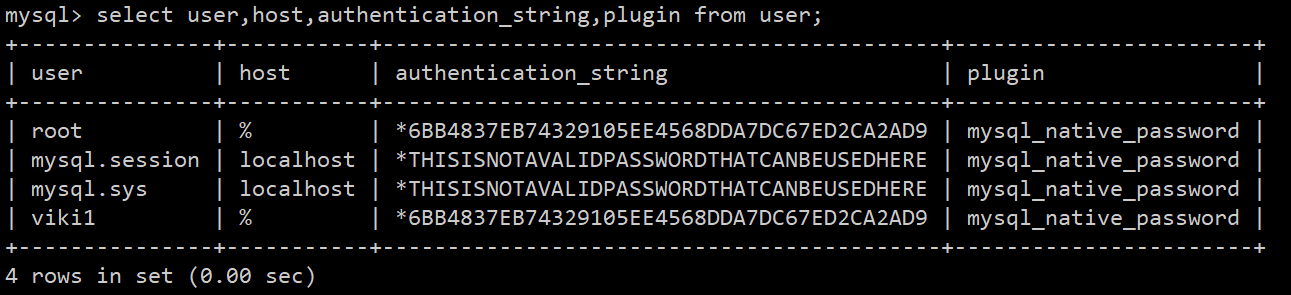 mysql> select user,host,authentication_string,plugin from user;
+---------------+-----------+-------------------------------------------+-----------------------+
| user          | host      | authentication_string                     | plugin                |
+---------------+-----------+-------------------------------------------+-----------------------+
| root          | %         | *6BB4837EB74329105EE4568DDA7DC67ED2CA2AD9 | mysql_native_password |
| mysql.session | localhost | *THISISNOTAVALIDPASSWORDTHATCANBEUSEDHERE | mysql_native_password |
| mysql.sys     | localhost | *THISISNOTAVALIDPASSWORDTHATCANBEUSEDHERE | mysql_native_password |
| viki1         | %         | *6BB4837EB74329105EE4568DDA7DC67ED2CA2AD9 | mysql_native_password |
+---------------+-----------+-------------------------------------------+-----------------------+
4 rows in set (0.00 sec)